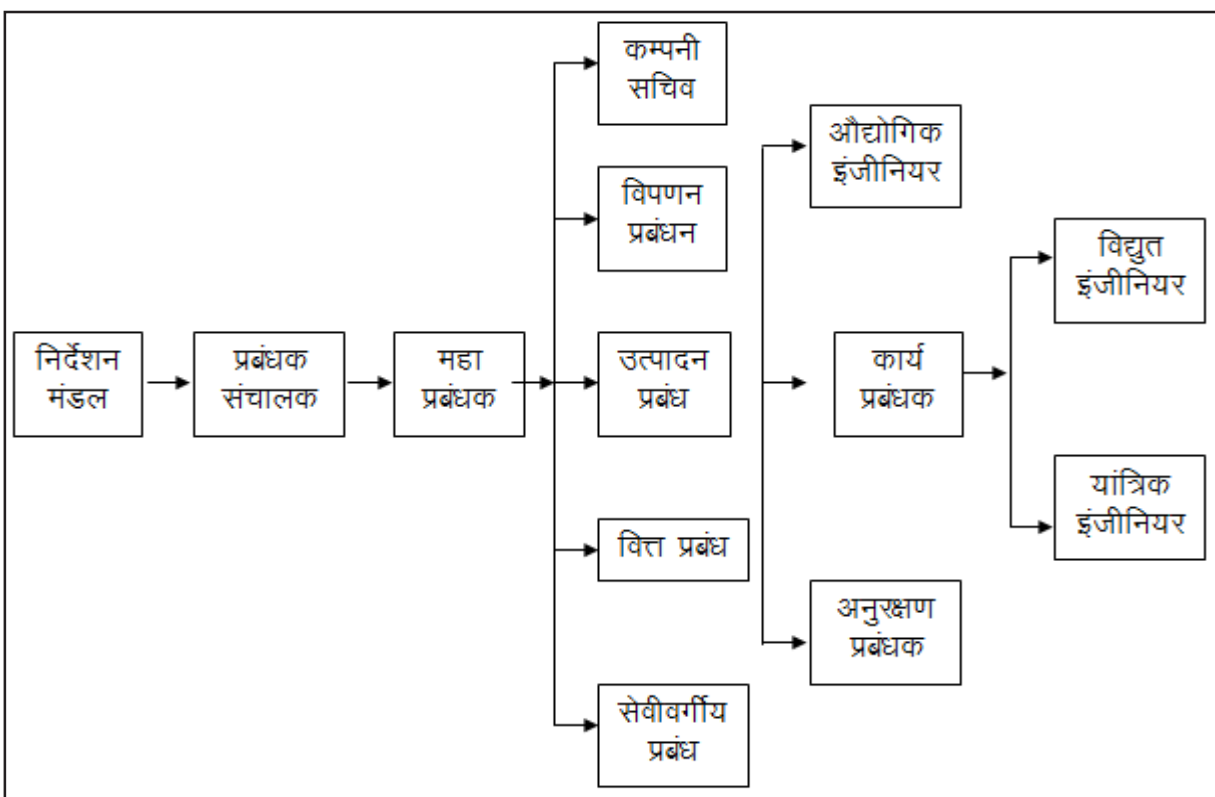 कम्पनी
सचिव
औद्योगिक
इंजीनियर
विपणन
प्रबंधन
विद्युत
इंजीनियर
निर्देशन
मंडल
प्रबंधक
संचालक
महा
प्रबंधक
उत्पादन
प्रबंध
कार्य
प्रबंधक
यांत्रिक
इंजीनियर
वित्त प्रबंध
अनुरक्षण
प्रबंधक
सेवीवर्गीय
प्रबंध